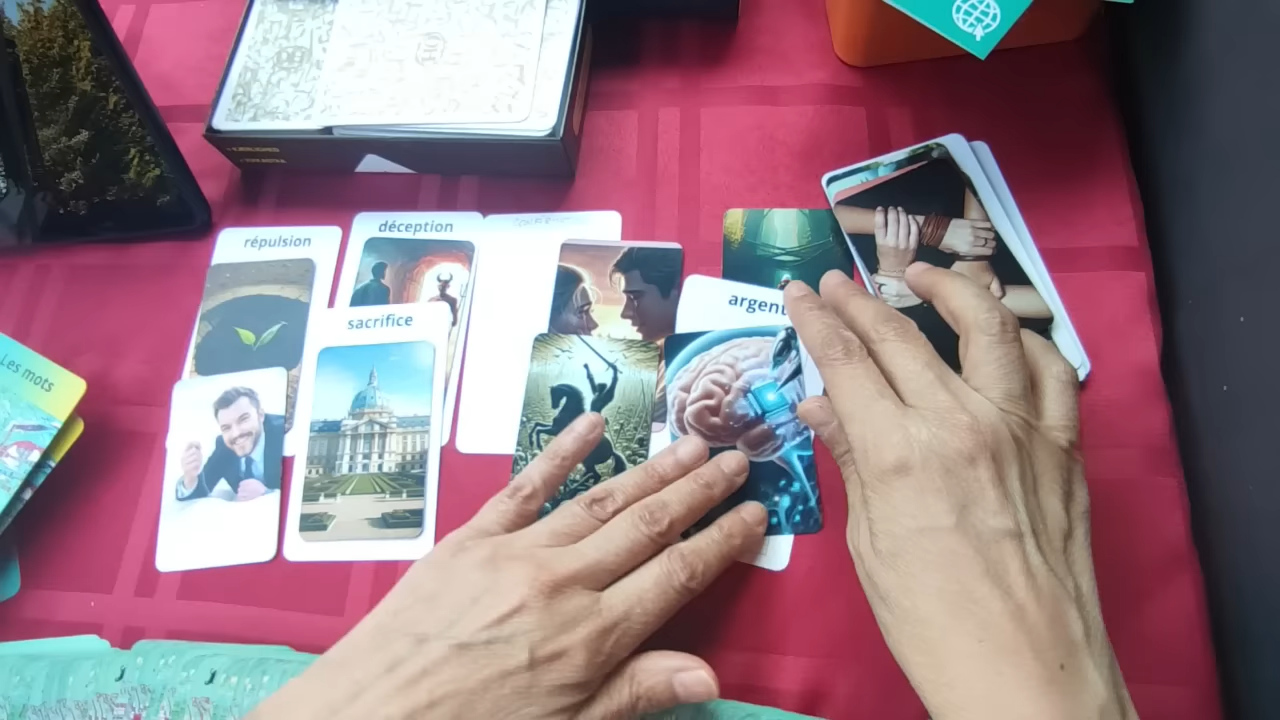 répulsion
déception
sacrifice
argent
Les mots